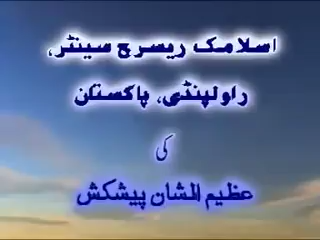 اسلامک ریسرچ سینٹر،
راولپنڈی، پاکستان
کی
عظیم الشان پیشکش